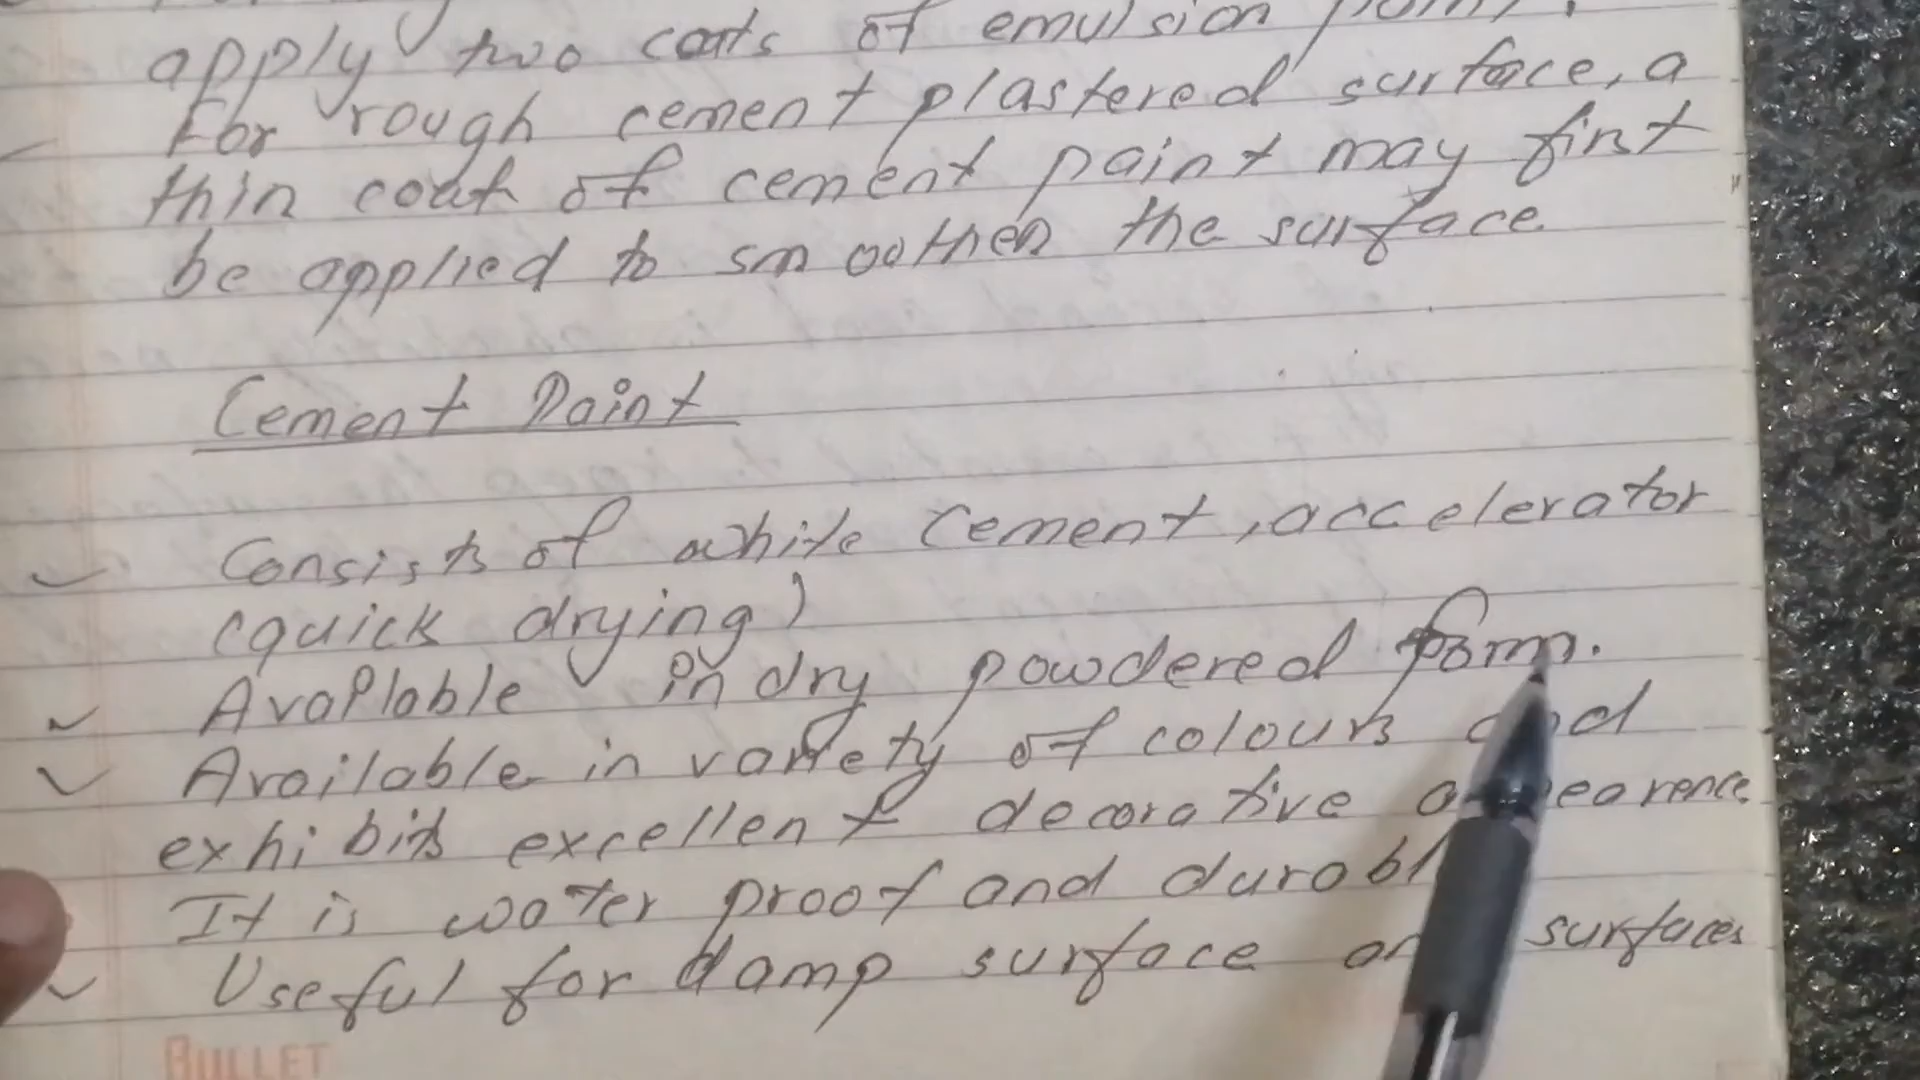 apply two coats of emulsion paint.
For rough cement plastered surface, a
thin coat of cement paint may first
be applied to smoothen the surface.
Cement Paint
Consists of white Cement, accelerator
(quick drying)
Available in dry powdered form.
Available in variety of colours and
exhibits excellent decorative appearence
It is water proof and durabl
Useful for damp surface surfaces
BULLET